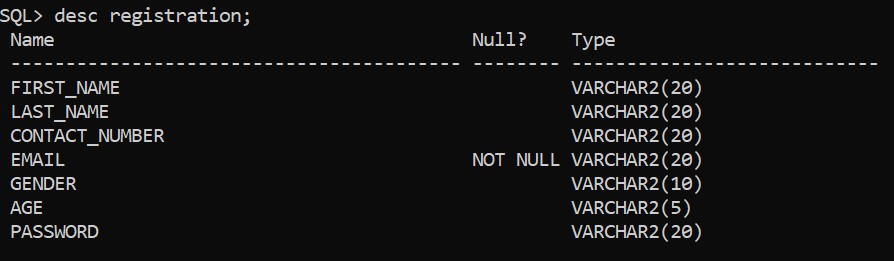 SQL> desc registration;
Name Null? Type
----------------------------------------- -------- ----------------------------
FIRST_NAME VARCHAR2(20)
LAST_NAME VARCHAR2(20)
CONTACT_NUMBER VARCHAR2(20)
EMAIL NOT NULL VARCHAR2(20)
GENDER VARCHAR2(10)
AGE VARCHAR2(5)
PASSWORD VARCHAR2(20)